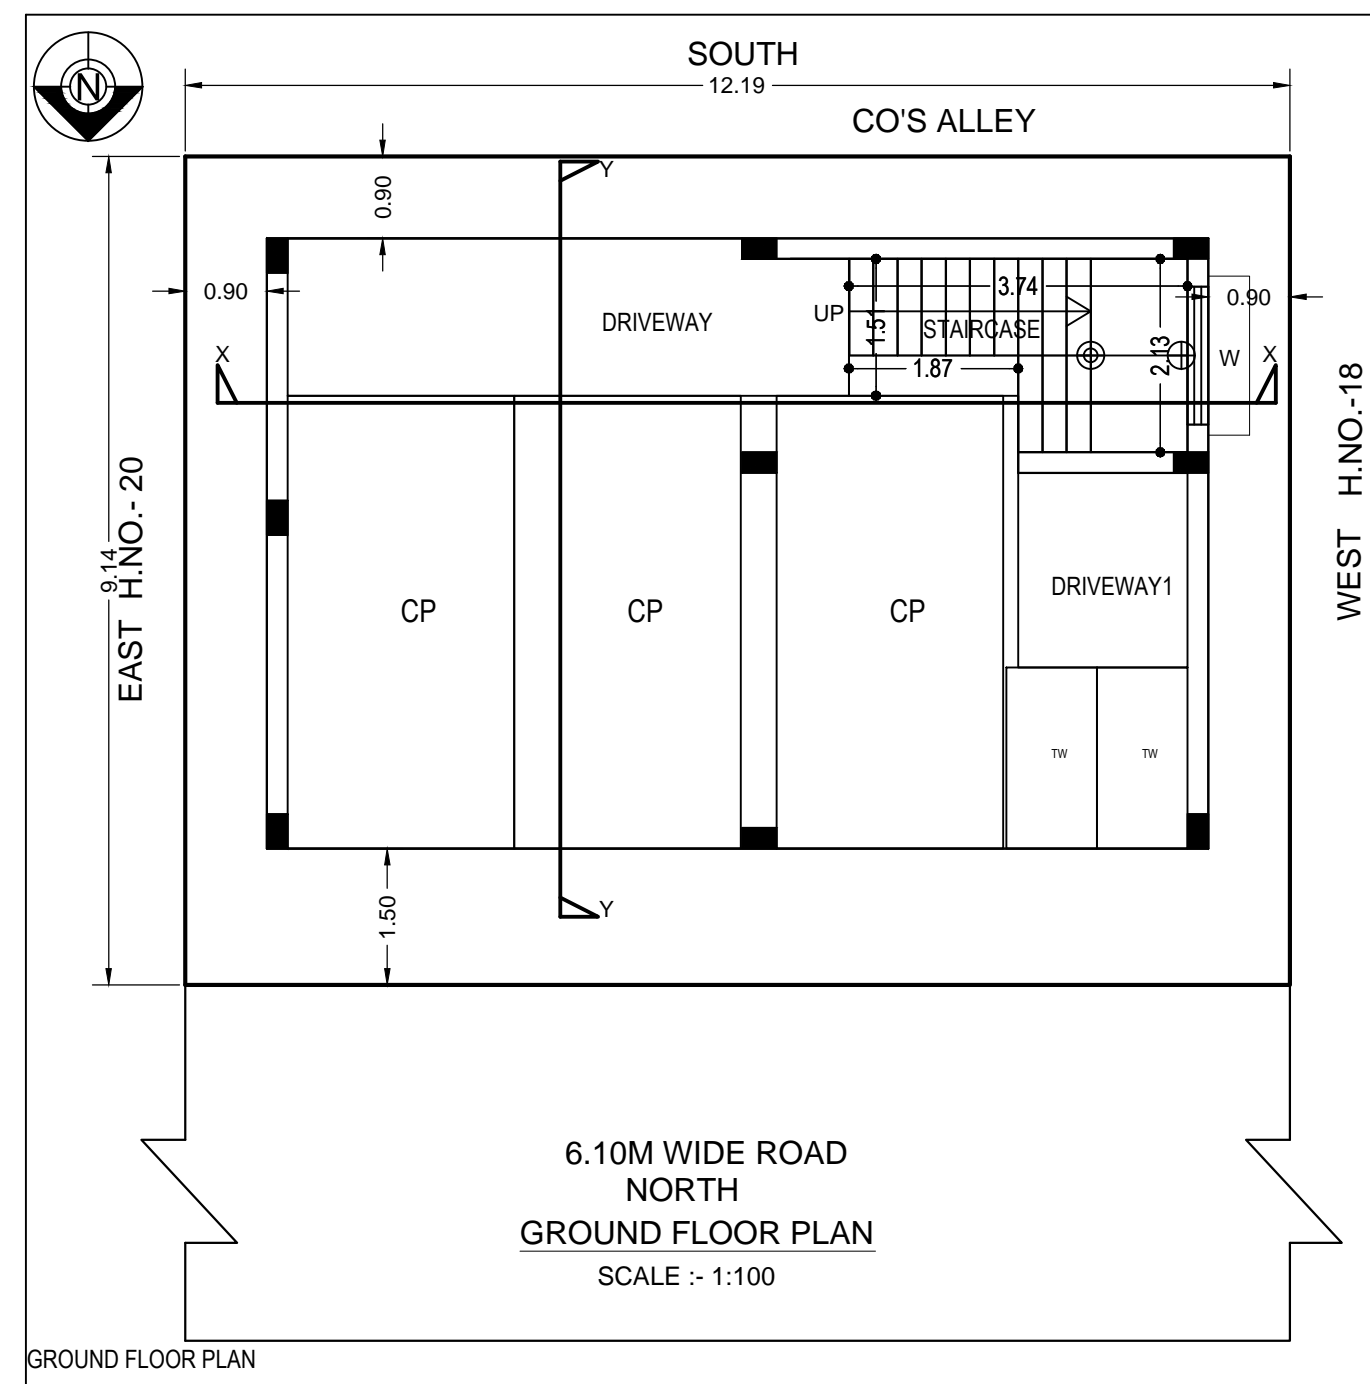 N
SOUTH
12.19
CO'S ALLEY
Y
0.90
0.90
0.90
3.74
UP
1.51
STAIRCASE
DRIVEWAY
2.13
1.87
W
X
X
EAST H.NO.- 20
9.14
WEST H.NO.-18
DRIVEWAY1
CP
CP
CP
TW
TW
1.50
Y
6.10M WIDE ROAD
NORTH
GROUND FLOOR PLAN
SCALE :- 1:100
GROUND FLOOR PLAN